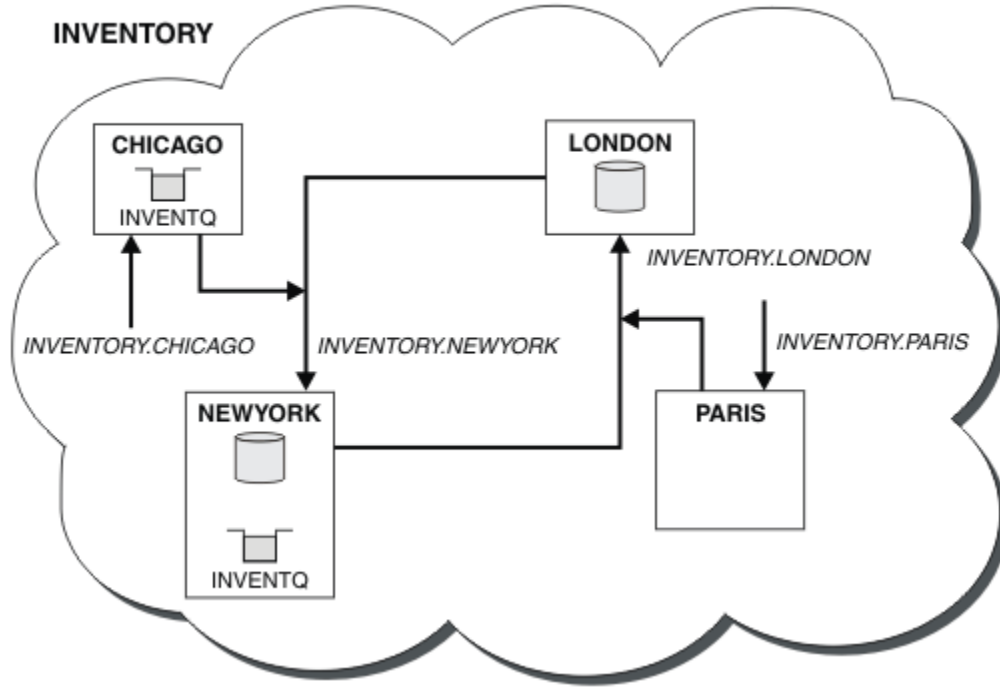 INVENTORY
CHICAGO
INVENTQ
LONDON
INVENTORY.LONDON
INVENTORY.CHICAGO
INVENTORY.NEWYORK
INVENTORY.PARIS
NEWYORK
INVENTQ
PARIS